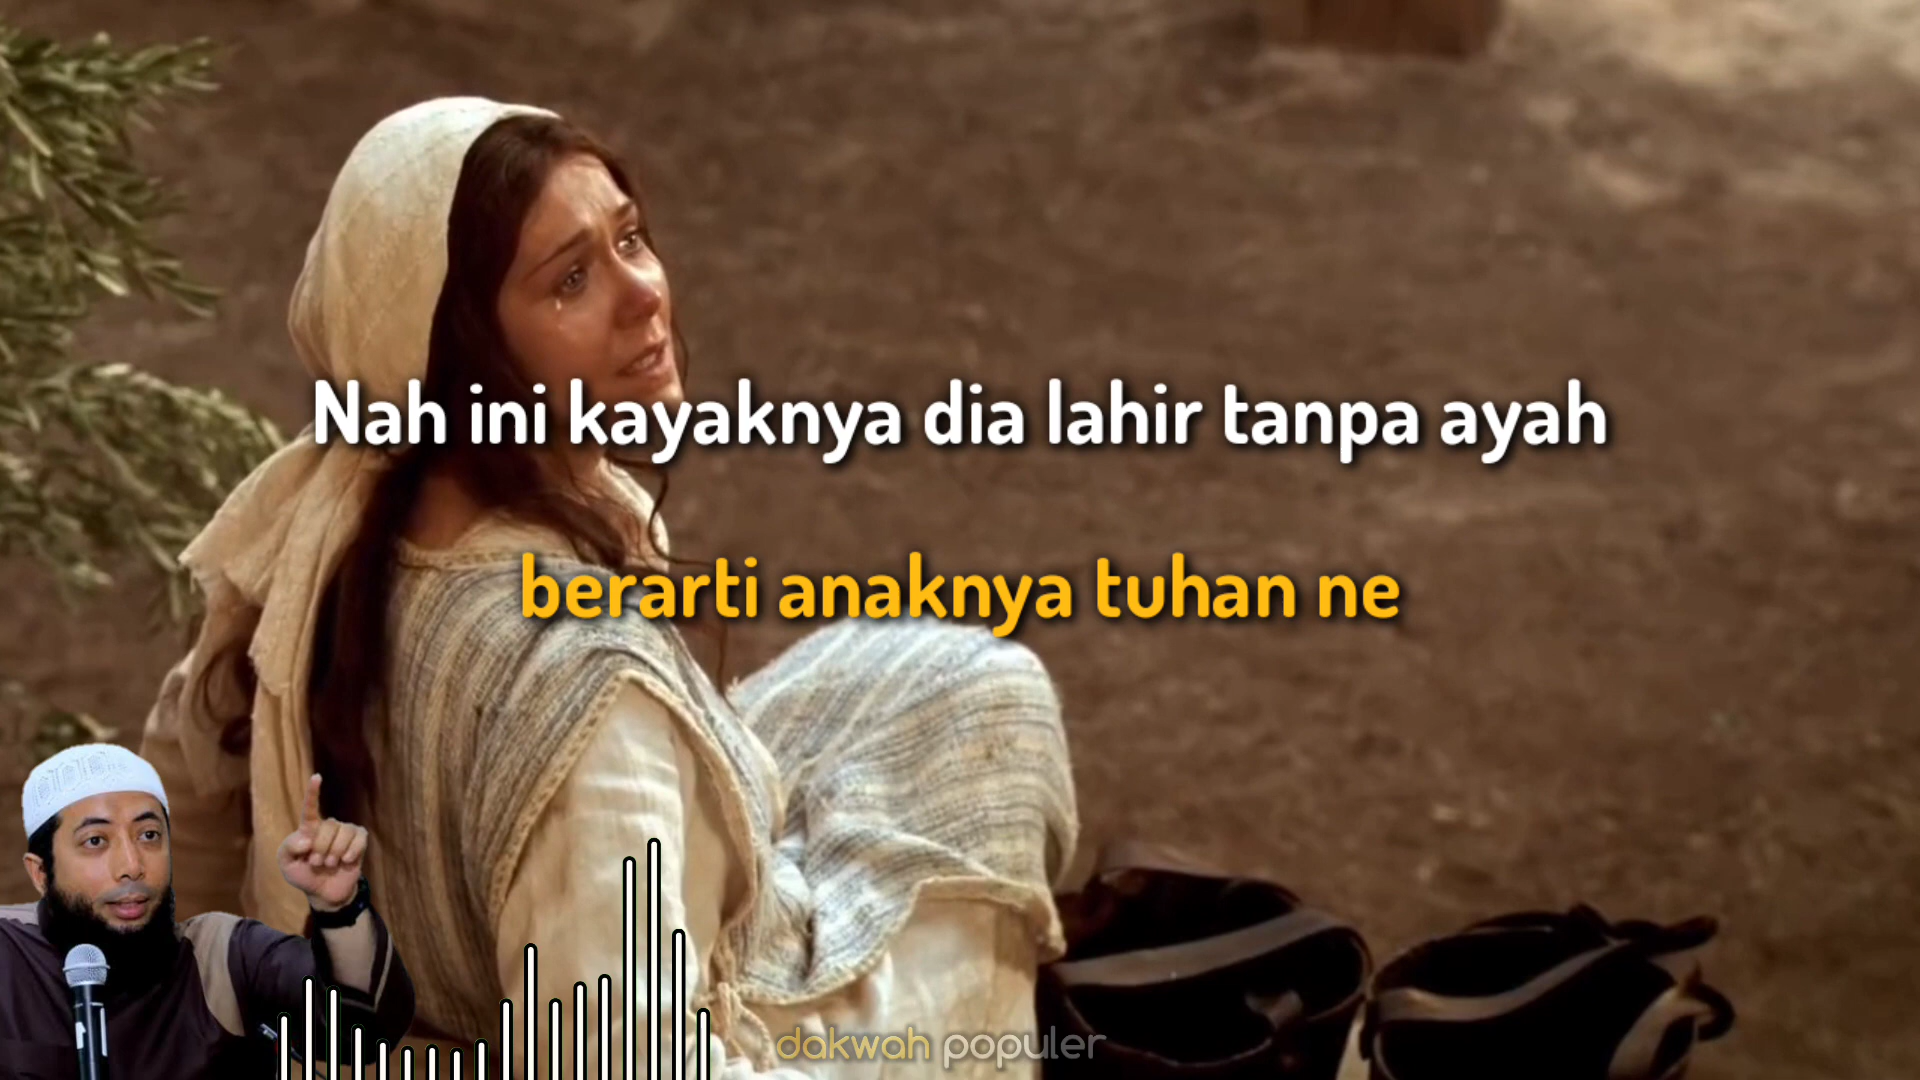 Nah ini kayaknya dia lahir tanpa ayah
berarti anaknya tuhan ne
dakwah populer